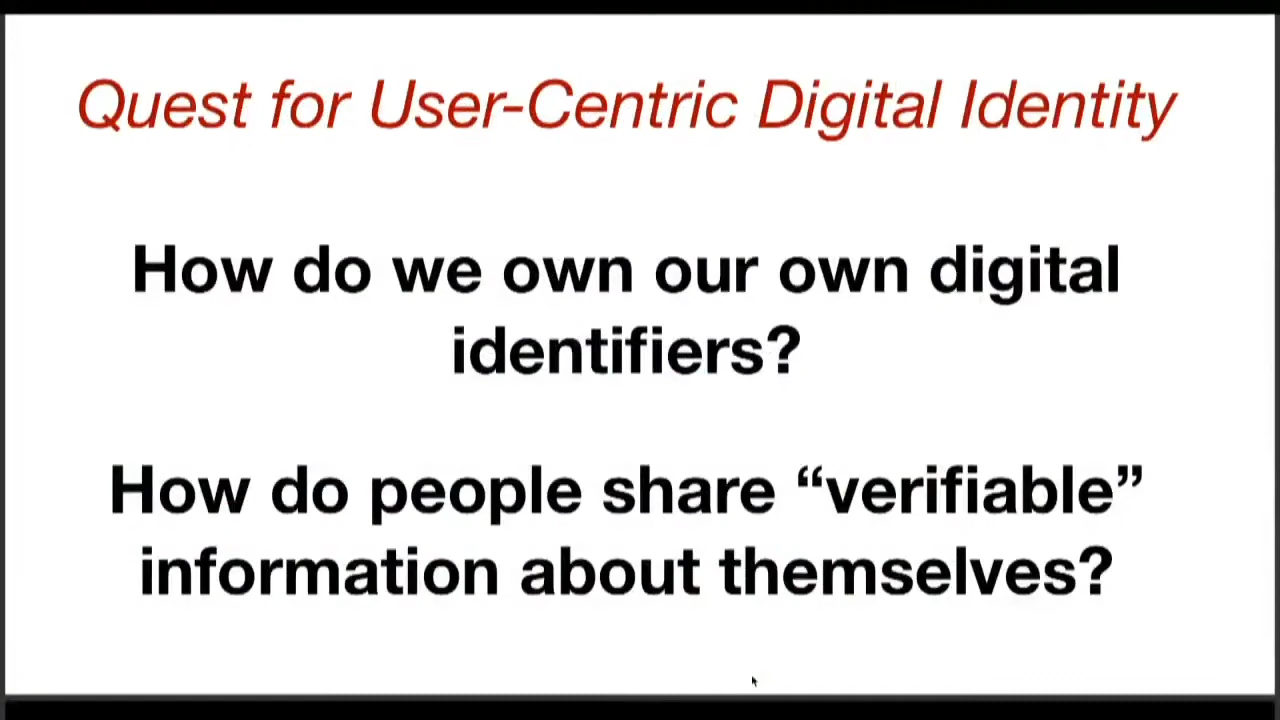 Quest for User-Centric Digital Identity
How do we own our own digital
identifiers?
How do people share “verifiable”
information about themselves?